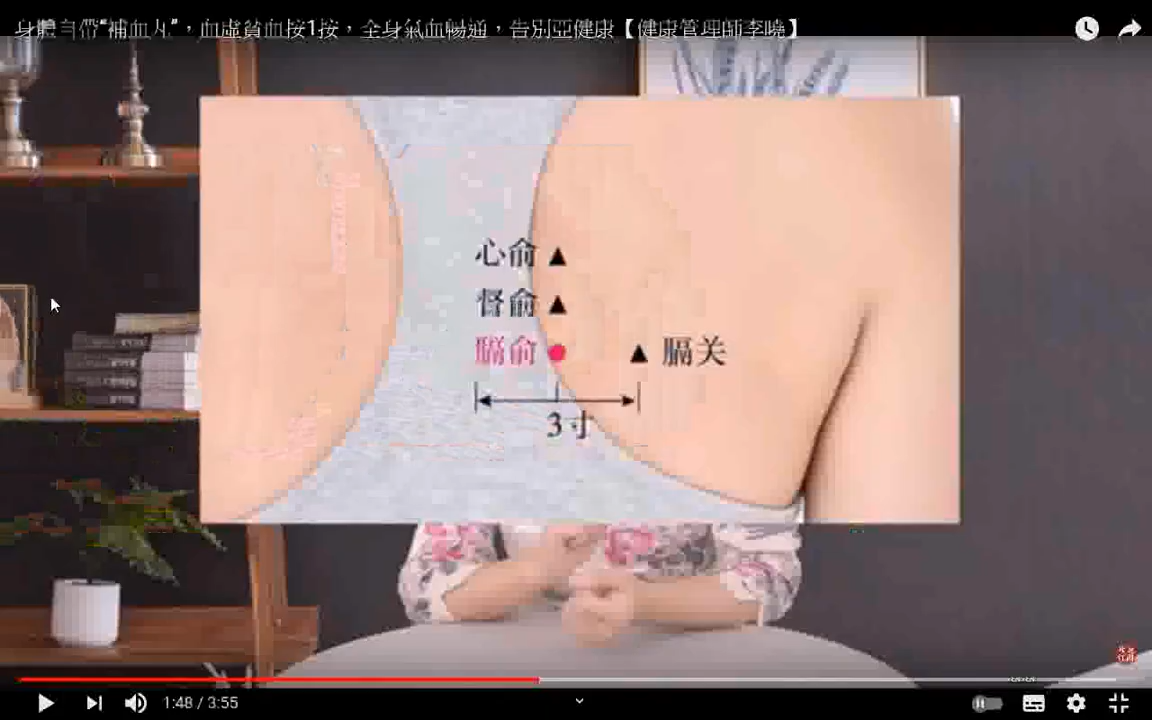 身體自帶“補血丸”，血虛貧血按1按，全身氣血暢通，告別亞健康【健康管理師李曉】
心俞
督俞
膈俞 膈关
3寸
1:48 / 3:55